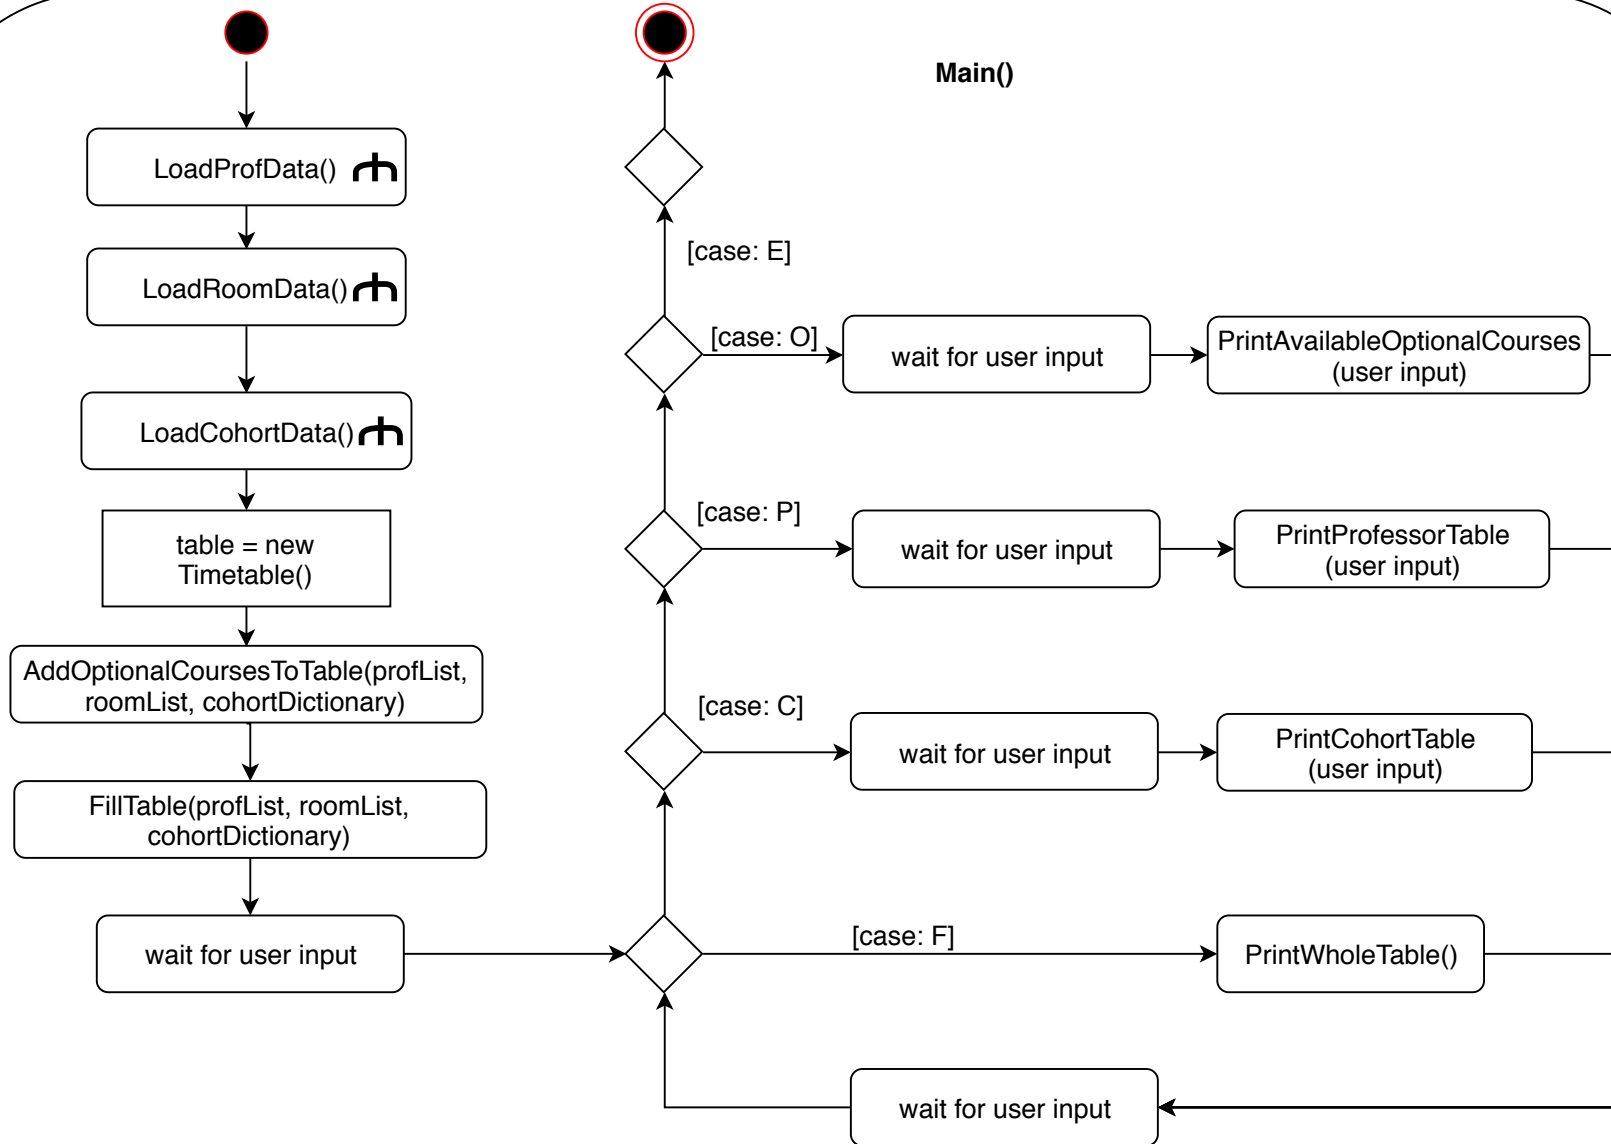 Main()
LoadProfData()
LoadRoomData()
LoadCohortData()
table = new
Timetable()
AddOptionalCoursesToTable(profList,
roomList, cohortDictionary)
FillTable(profList, roomList,
cohortDictionary)
wait for user input
[case: E]
[case: O]
wait for user input
PrintAvailableOptionalCourses
(user input)
[case: P]
wait for user input
PrintProfessorTable
(user input)
[case: C]
wait for user input
PrintCohortTable
(user input)
[case: F]
PrintWholeTable()
wait for user input